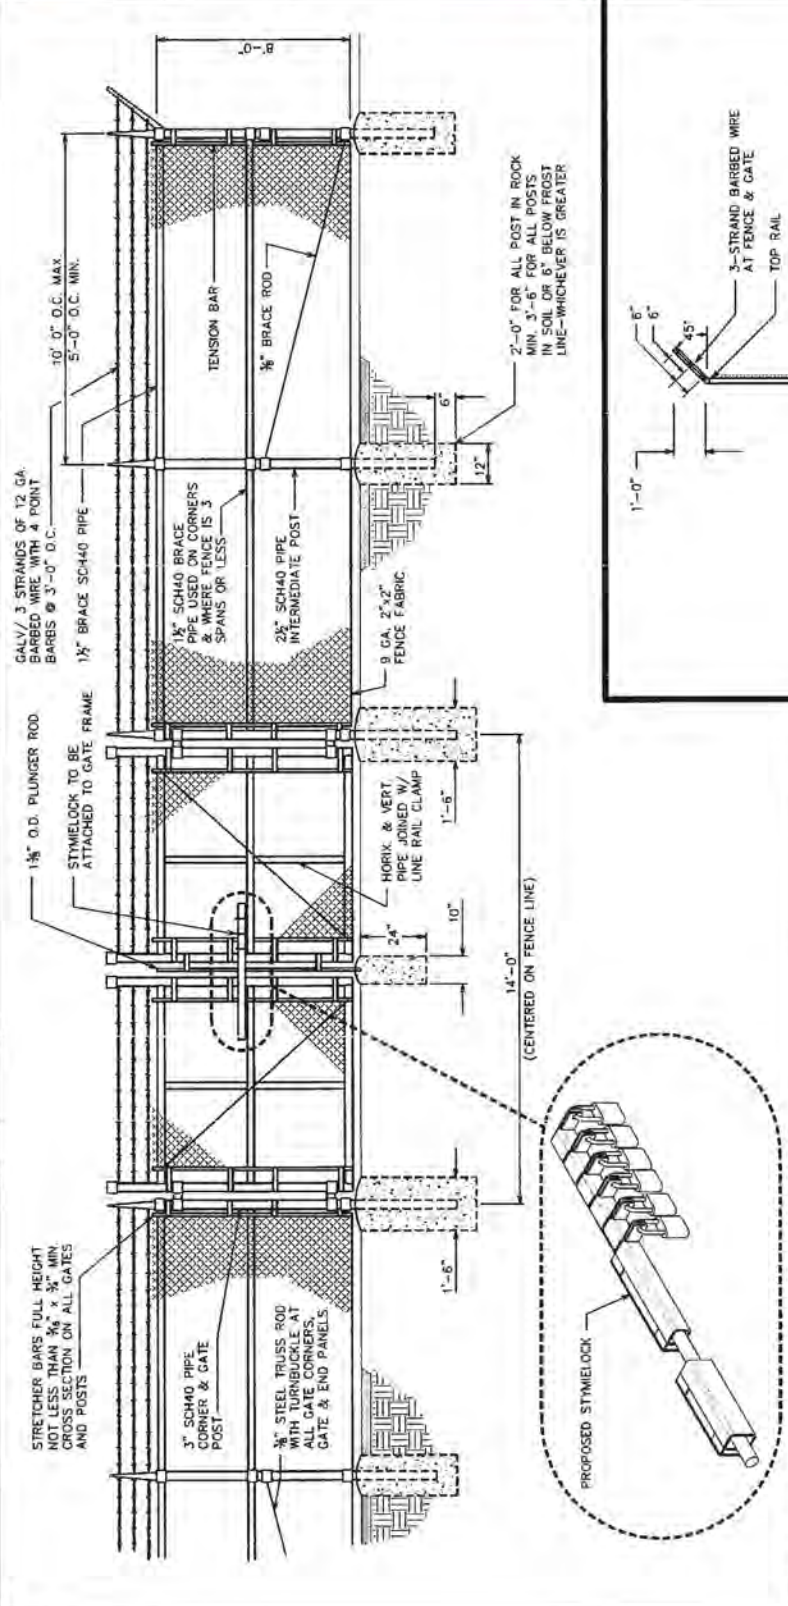 STRETCHER BARS FULL HEIGHT
NOT LESS THAN 3/16" x 3/4" MIN.
CROSS SECTION ON ALL GATES
AND POSTS
1 3/8" O.D. PLUNGER ROD
STYMIELOCK TO BE
ATTACHED TO GATE FRAME
GALV/ 3 STRANDS OF 12 GA.
BARBED WIRE WITH 4 POINT
BARBS @ 3'-0" O.C.
1½" BRACE SCH40 PIPE
10' 0" O.C. MAX.
5'-0" O.C. MIN.
8'-0"
3" SCH40 PIPE
CORNER & GATE
POST
3/8" STEEL TRUSS ROD
WITH TURNBUCKLE AT
ALL GATE CORNERS,
GATE & END PANELS.
1½" SCH40 BRACE
PIPE USED ON CORNERS
& WHERE FENCE IS 3
SPANS OR LESS
2½" SCH40 PIPE
INTERMEDIATE POST
TENSION BAR
3/8" BRACE ROD
9 GA. 2"x2"
FENCE FABRIC
HORIX. & VERT.
PIPE JOINED W/
LINE RAIL CLAMP
24"
10"
1'-6"
1'-6"
6"
12"
14'-0"
(CENTERED ON FENCE LINE)
2'-0" FOR ALL POST IN ROCK
MIN. 3'-6" FOR ALL POSTS
IN SOIL OR 6" BELOW FROST
LINE-WHICHEVER IS GREATER
PROPOSED STYMIELOCK
1'-0"
6"
6"
45°
3-STRAND BARBED WIRE
AT FENCE & GATE
TOP RAIL